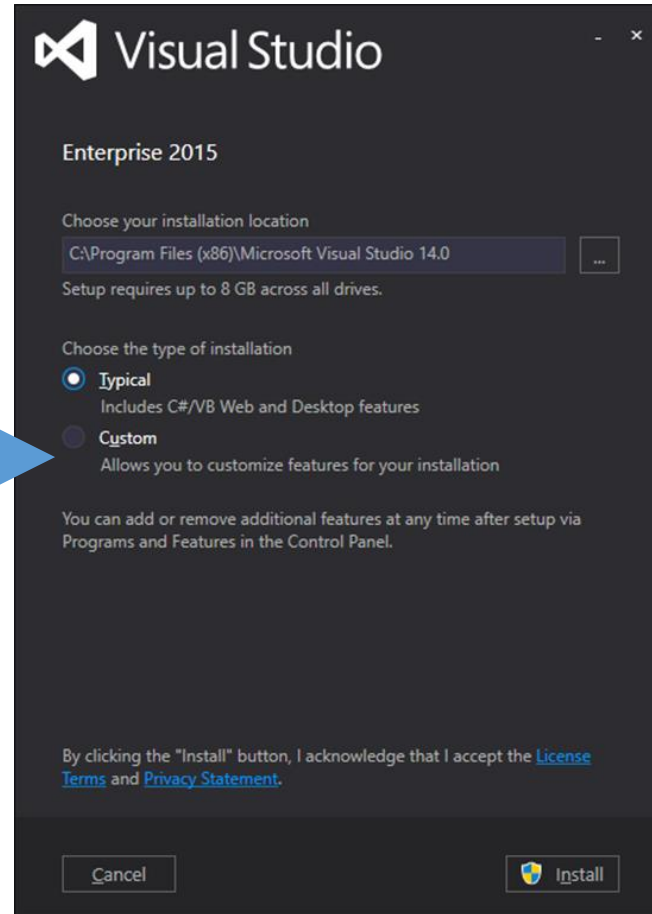 Visual Studio
Enterprise 2015
Choose your installation location
C:\Program Files (x86)\Microsoft Visual Studio 14.0
...
Setup requires up to 8 GB across all drives.
Choose the type of installation
Typical
Includes C#/VB Web and Desktop features
Custom
Allows you to customize features for your installation
You can add or remove additional features at any time after setup via
Programs and Features in the Control Panel.
By clicking the "Install" button, I acknowledge that I accept the License
Terms and Privacy Statement.
Cancel
Install